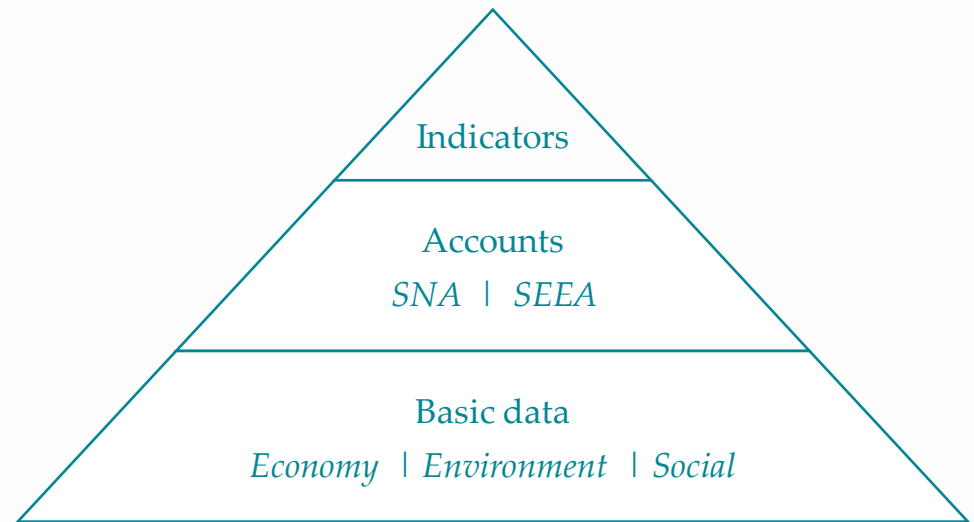 Indicators
Accounts
SNA | SEEA
Basic data
Economy | Environment | Social